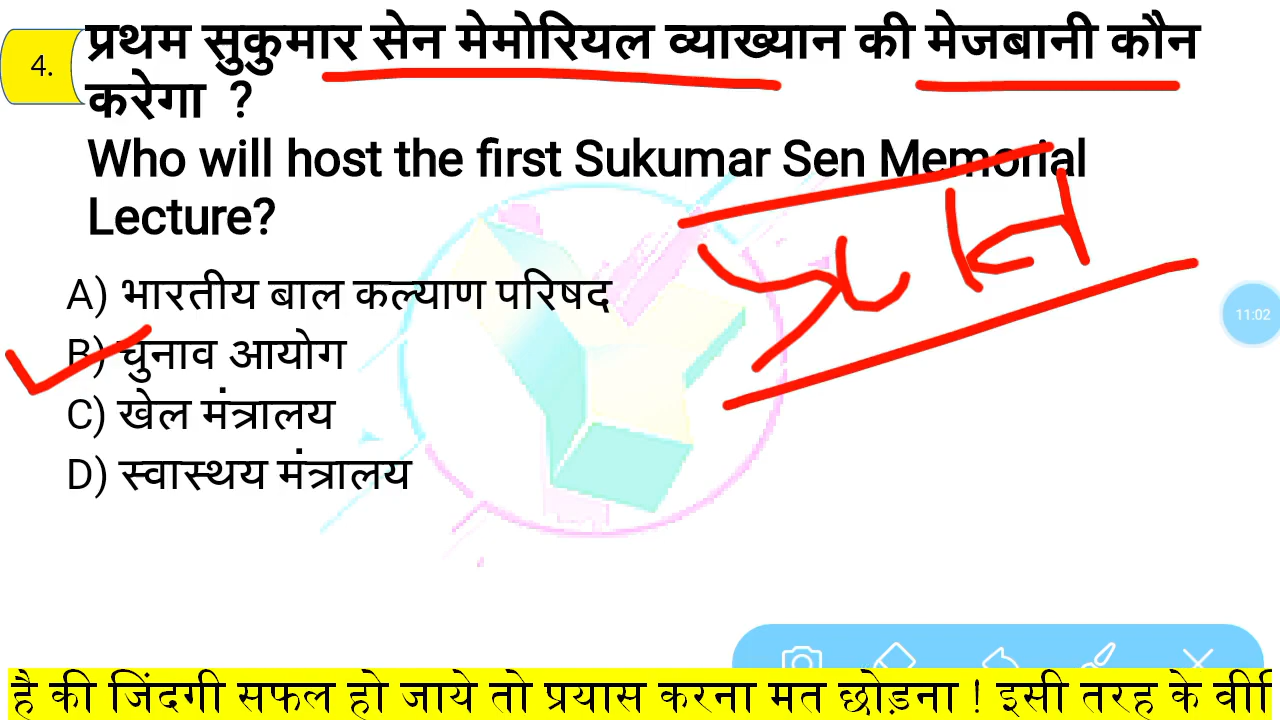 4.
प्रथम सुकुमार सेन मेमोरियल व्याख्यान की मेजबानी कौन
करेगा ?
Who will host the first Sukumar Sen Memorial
Lecture?
A) भारतीय बाल कल्याण परिषद
B) चुनाव आयोग
C) खेल मंत्रालय
D) स्वास्थय मंत्रालय
11:02
है की जिंदगी सफल हो जाये तो प्रयास करना मत छोड़ना ! इसी तरह के